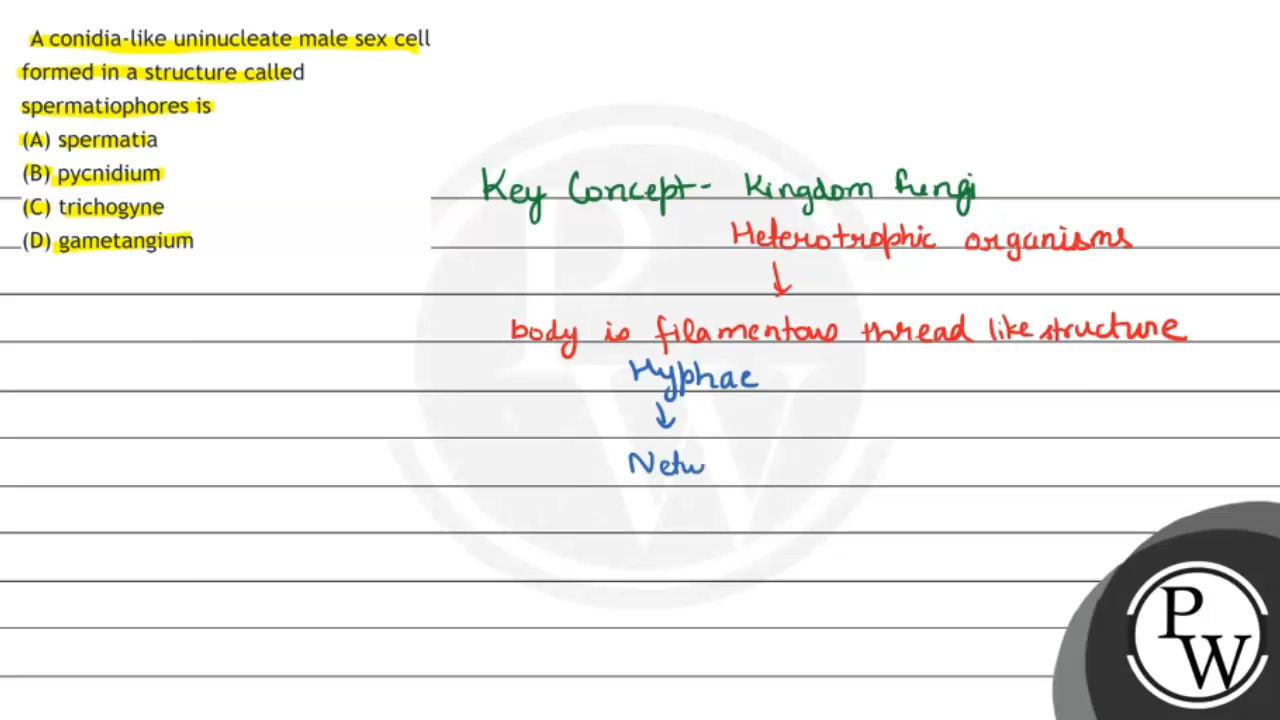 A conidia-like uninucleate male sex cell
formed in a structure called
spermatiophores is
(A) spermatia
(B) pycnidium
(C) trichogyne
(D) gametangium
Key Concept- Kingdom fungi
Heterotrophic organisms
↓
body is filamentous thread like structure
Hyphae
↓
Netw
PW
PW